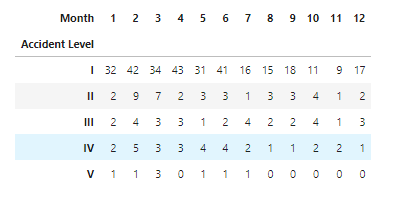 Month 1 2 3 4 5 6 7 8 9 10 11 12
Accident Level
I 32 42 34 43 31 41 16 15 18 11 9 17
II 2 9 7 2 3 3 1 3 3 4 1 2
III 2 4 3 3 1 2 4 2 2 4 1 3
IV 2 5 3 3 4 4 2 1 1 2 2 1
V 1 1 3 0 1 1 1 0 0 0 0 0